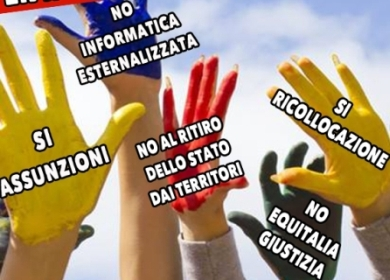 NO
INFORMATICA
ESTERNALIZZATA
SI
ASSUNZIONI
NO AL RITIRO
DELLO STATO
DAI TERRITORI
SI
RICOLLOCAZIONE
NO
EQUITALIA
GIUSTIZIA